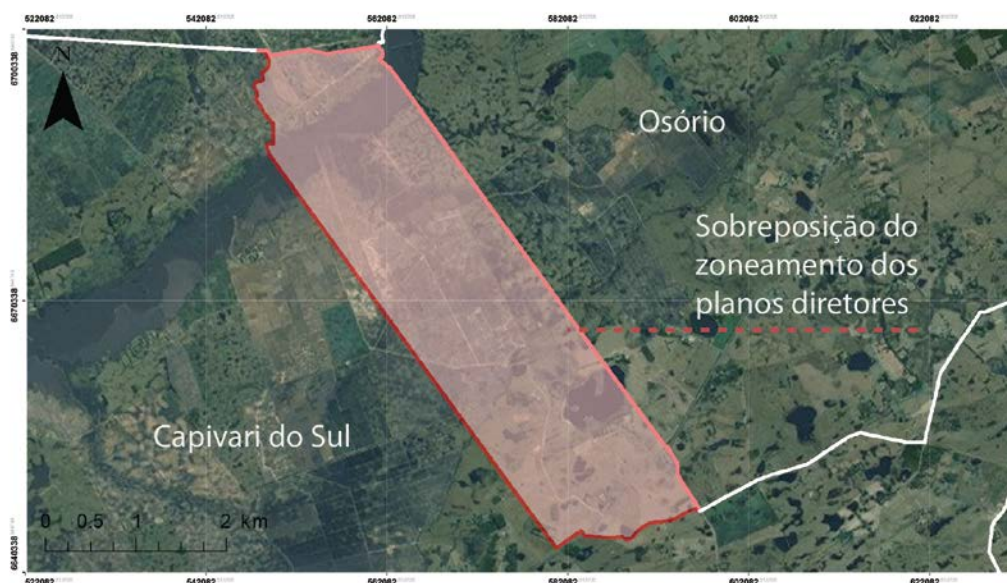 522082 542082 562082 582082 602082 622082
6700338
N
Osório
Sobreposição do
zoneamento dos
planos diretores
6670338
Capivari do Sul
0 0.5 1 2 km
6640338
522082 542082 562082 582082 602082 622082